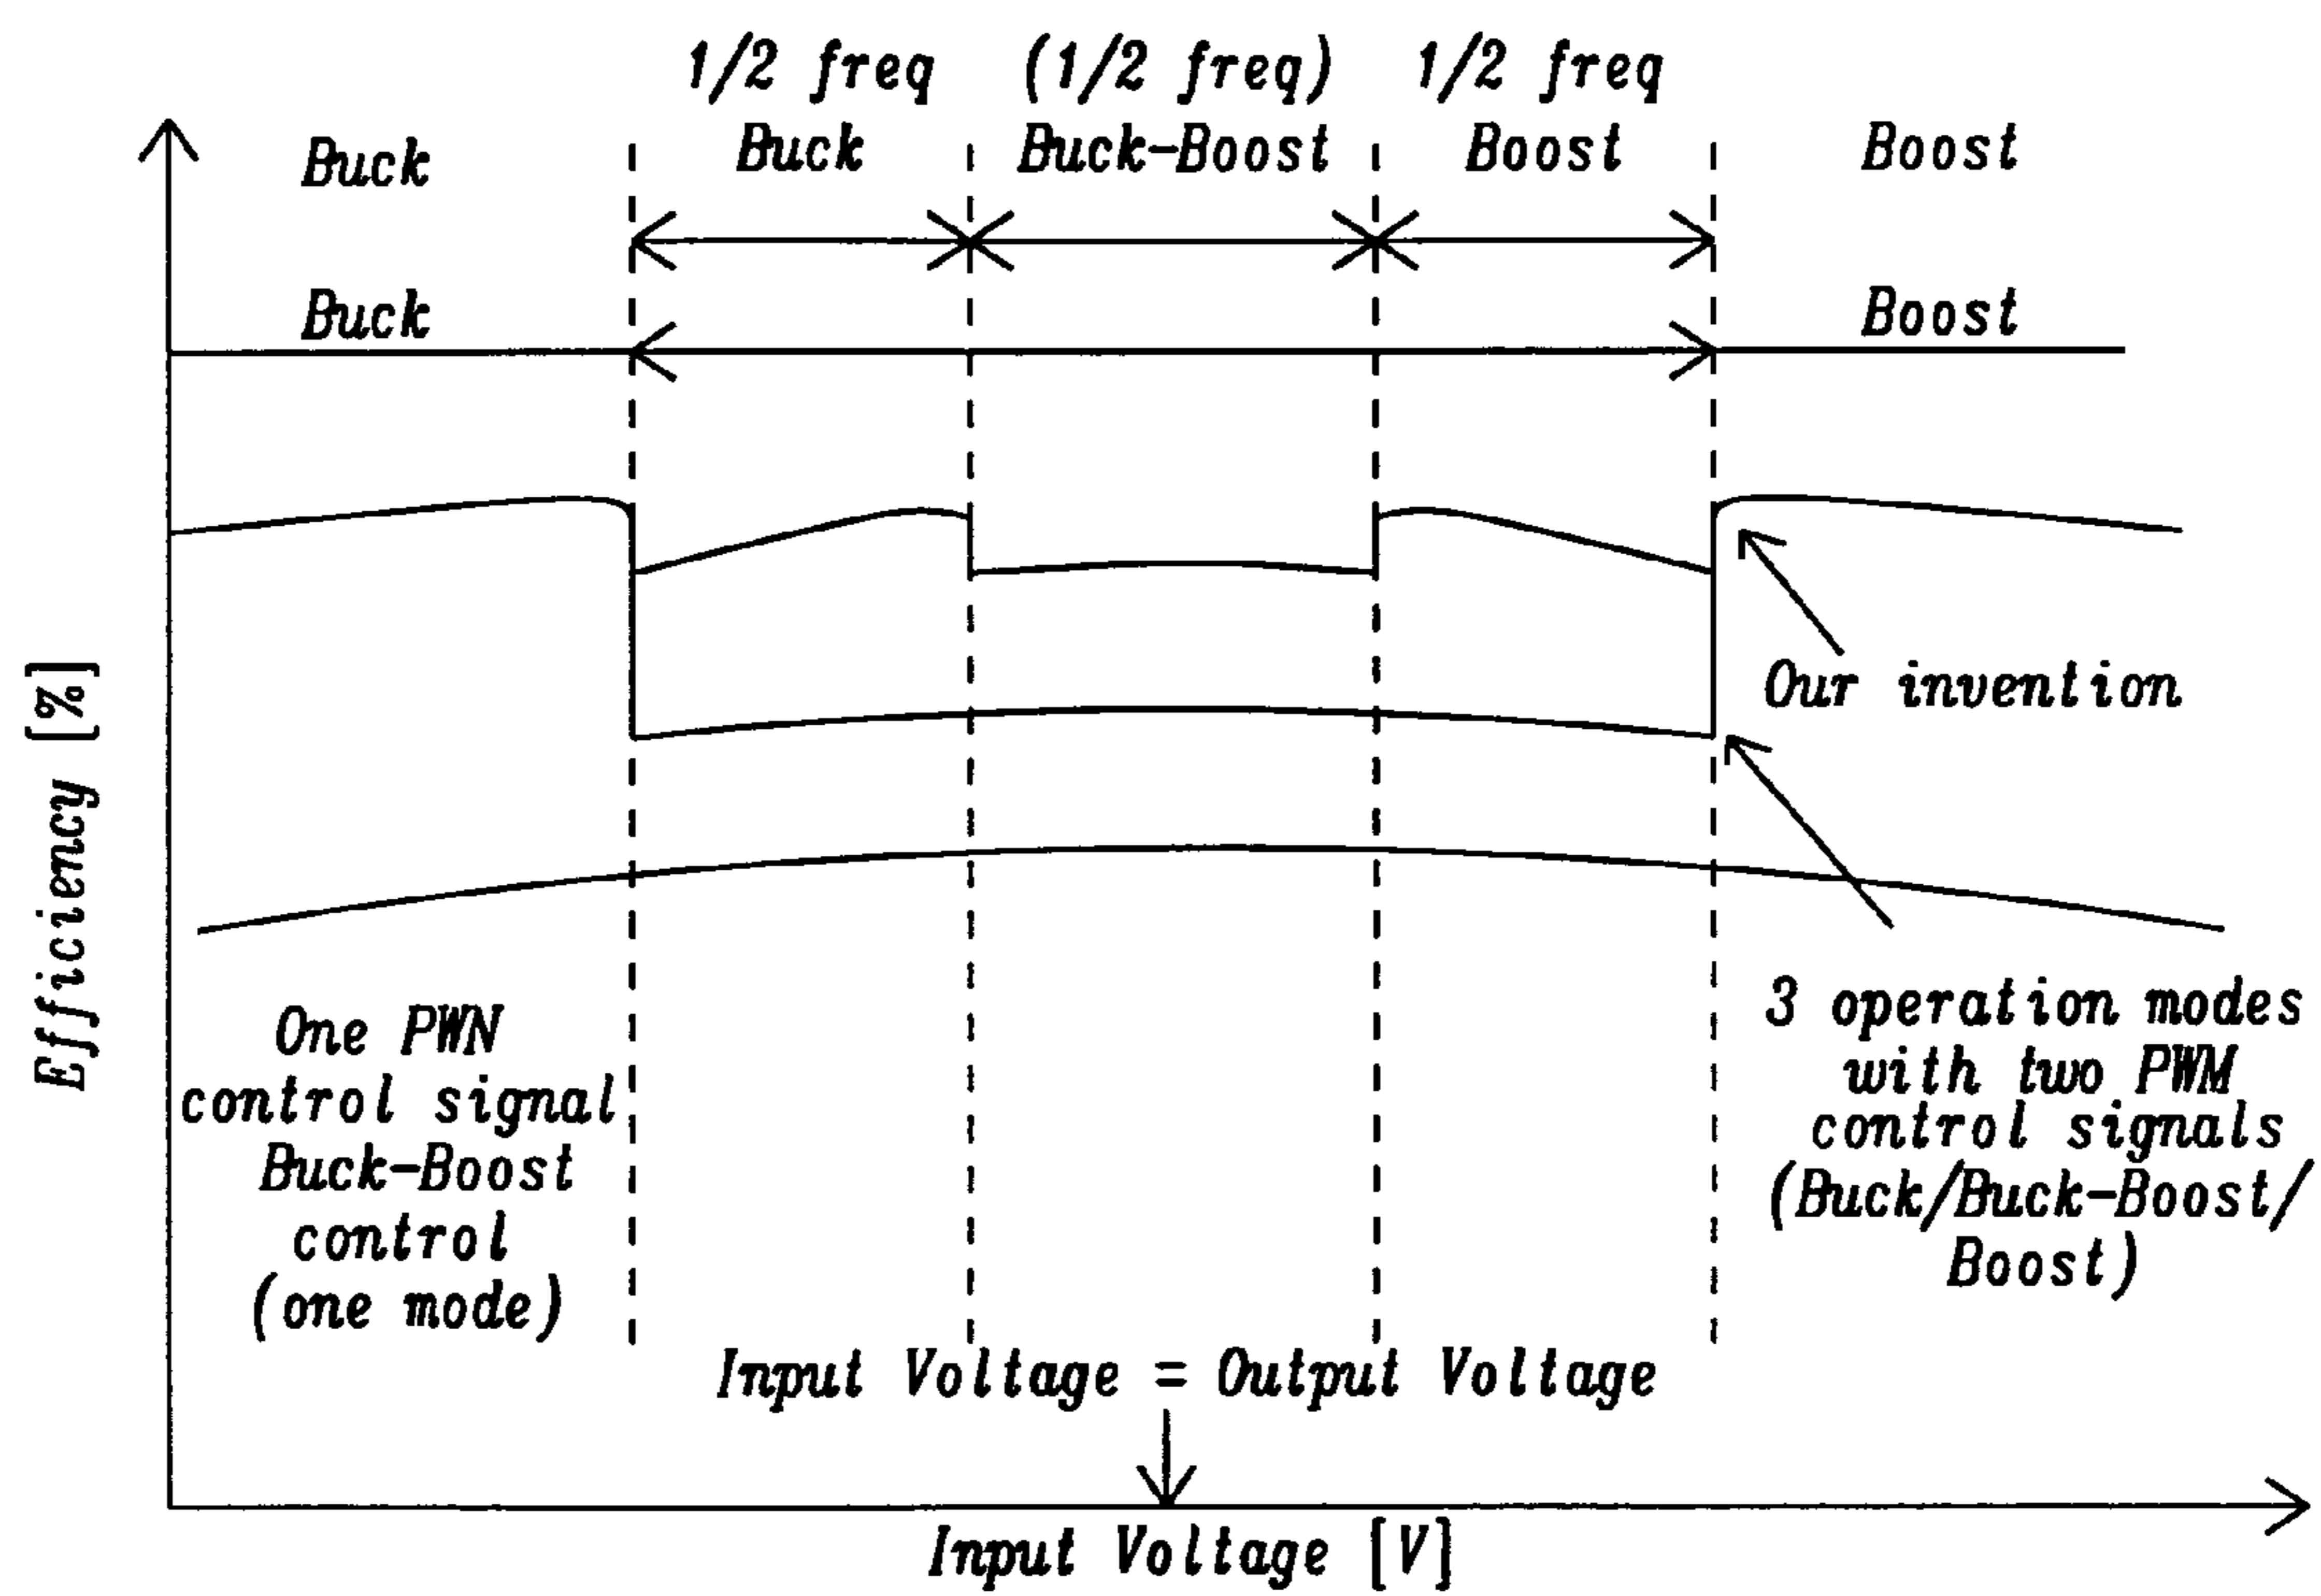 1/2 freq
(1/2 freq)
1/2 freq
Buck
Buck
Buck-Boost
Boost
Boost
Buck
Boost
Efficiency [%]
Our invention
One PWN
control signal
Buck-Boost
control
(one mode)
3 operation modes
with two PWM
control signals
(Buck/Buck-Boost/
Boost)
Input Voltage = Output Voltage
Input Voltage [V]